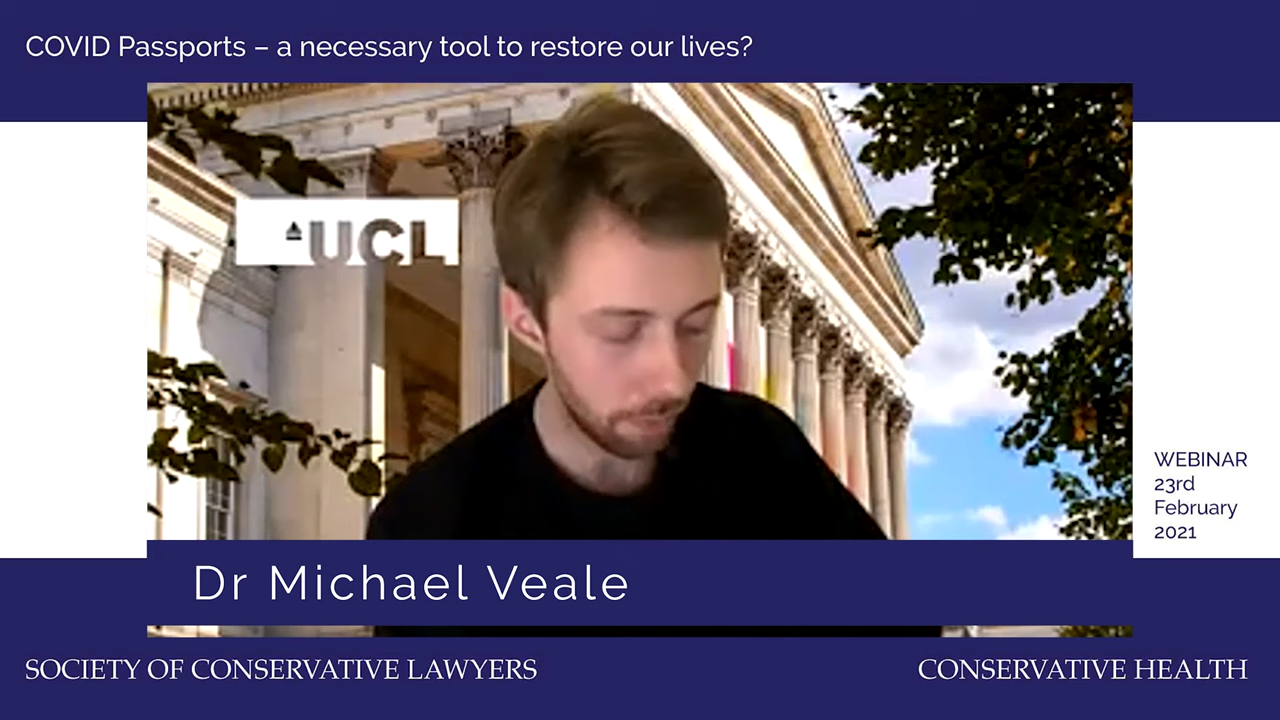 COVID Passports – a necessary tool to restore our lives?
UCL
WEBINAR
23rd
February
2021
Dr Michael Veale
SOCIETY OF CONSERVATIVE LAWYERS
CONSERVATIVE HEALTH